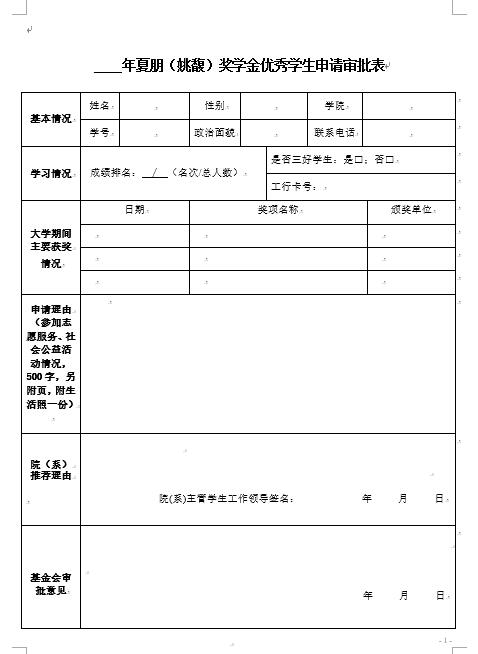 ____年夏朋（姚馥）奖学金优秀学生申请审批表
基本情况 姓名 性别 学院
学号 政治面貌 联系电话
学习情况 成绩排名： / （名次/总人数） 是否三好学生：是口；否口
工行卡号：
大学期间
主要获奖
情况
日期 奖项名称 颁奖单位
申请理由
（参加志
愿服务、社
会公益活
动情况，
500字，另
附页，附生
活照一份）
院（系）
推荐理由
院(系)主管学生工作领导签名： 年 月 日
基金会审
批意见
年 月 日
- 1 -